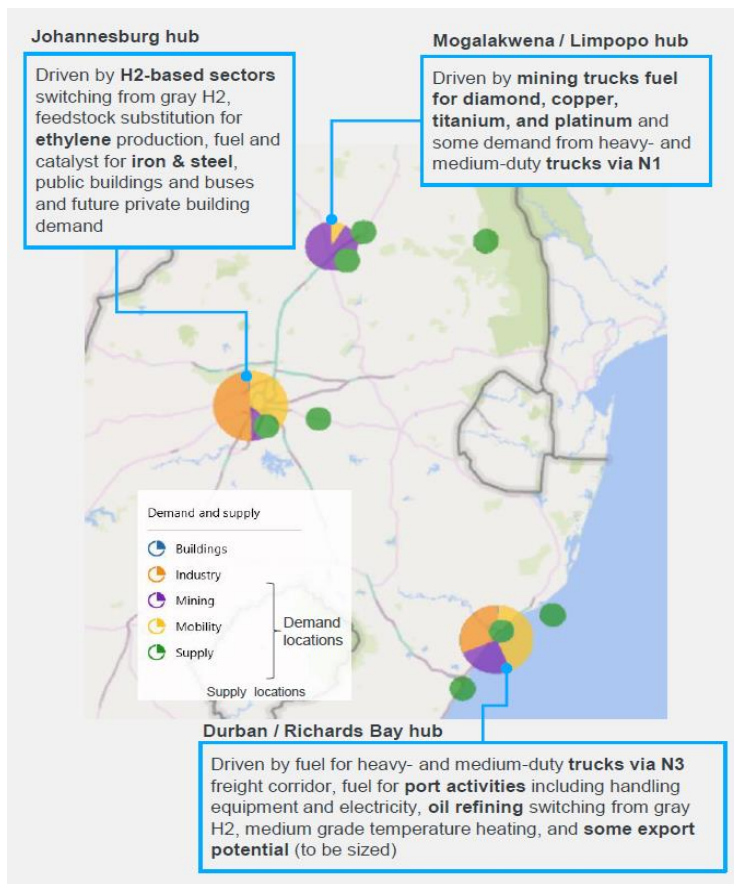 Johannesburg hub
Driven by H2-based sectors
switching from gray H2,
feedstock substitution for
ethylene production, fuel and
catalyst for iron & steel,
public buildings and buses
and future private building
demand
Mogalakwena / Limpopo hub
Driven by mining trucks fuel
for diamond, copper,
titanium, and platinum and
some demand from heavy- and
medium-duty trucks via N1
Demand and supply
Buildings
Industry
Mining
Mobility
Supply
Demand
locations
Supply locations
Durban / Richards Bay hub
Driven by fuel for heavy- and medium-duty trucks via N3
freight corridor, fuel for port activities including handling
equipment and electricity, oil refining switching from gray
H2, medium grade temperature heating, and some export
potential (to be sized)